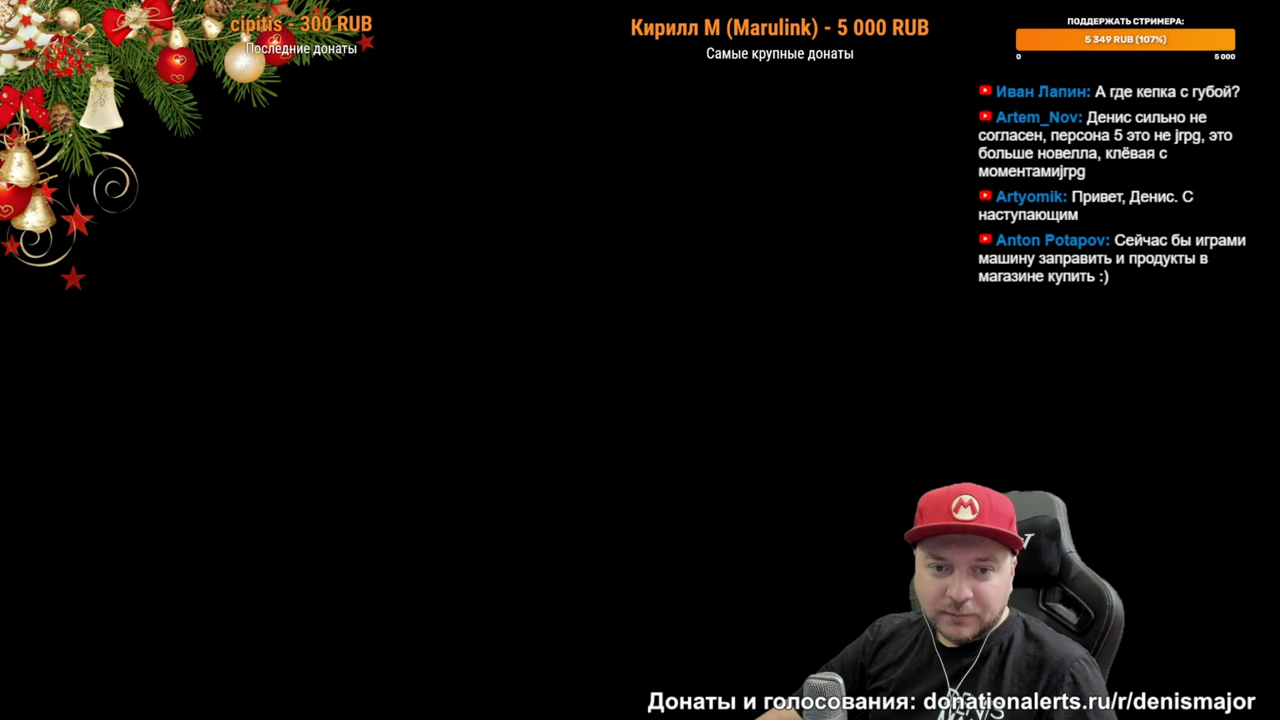 cipitis - 300 RUB
Последние донаты
Кирилл М (Marulink) - 5 000 RUB
Самые крупные донаты
ПОДДЕРЖАТЬ СТРИМЕРА:
5 349 RUB (107%)
0
5 000
Иван Лапин: А где кепка с губой?
Artem_Nov: Денис сильно не
согласен, персона 5 это не jrpg, это
больше новелла, клёвая с
моментамиjrpg
Artyomik: Привет, Денис. С
наступающим
Anton Potapov: Сейчас бы играми
машину заправить и продукты в
магазине купить :)
M
Донаты и голосования: donationalerts.ru/r/denismajor